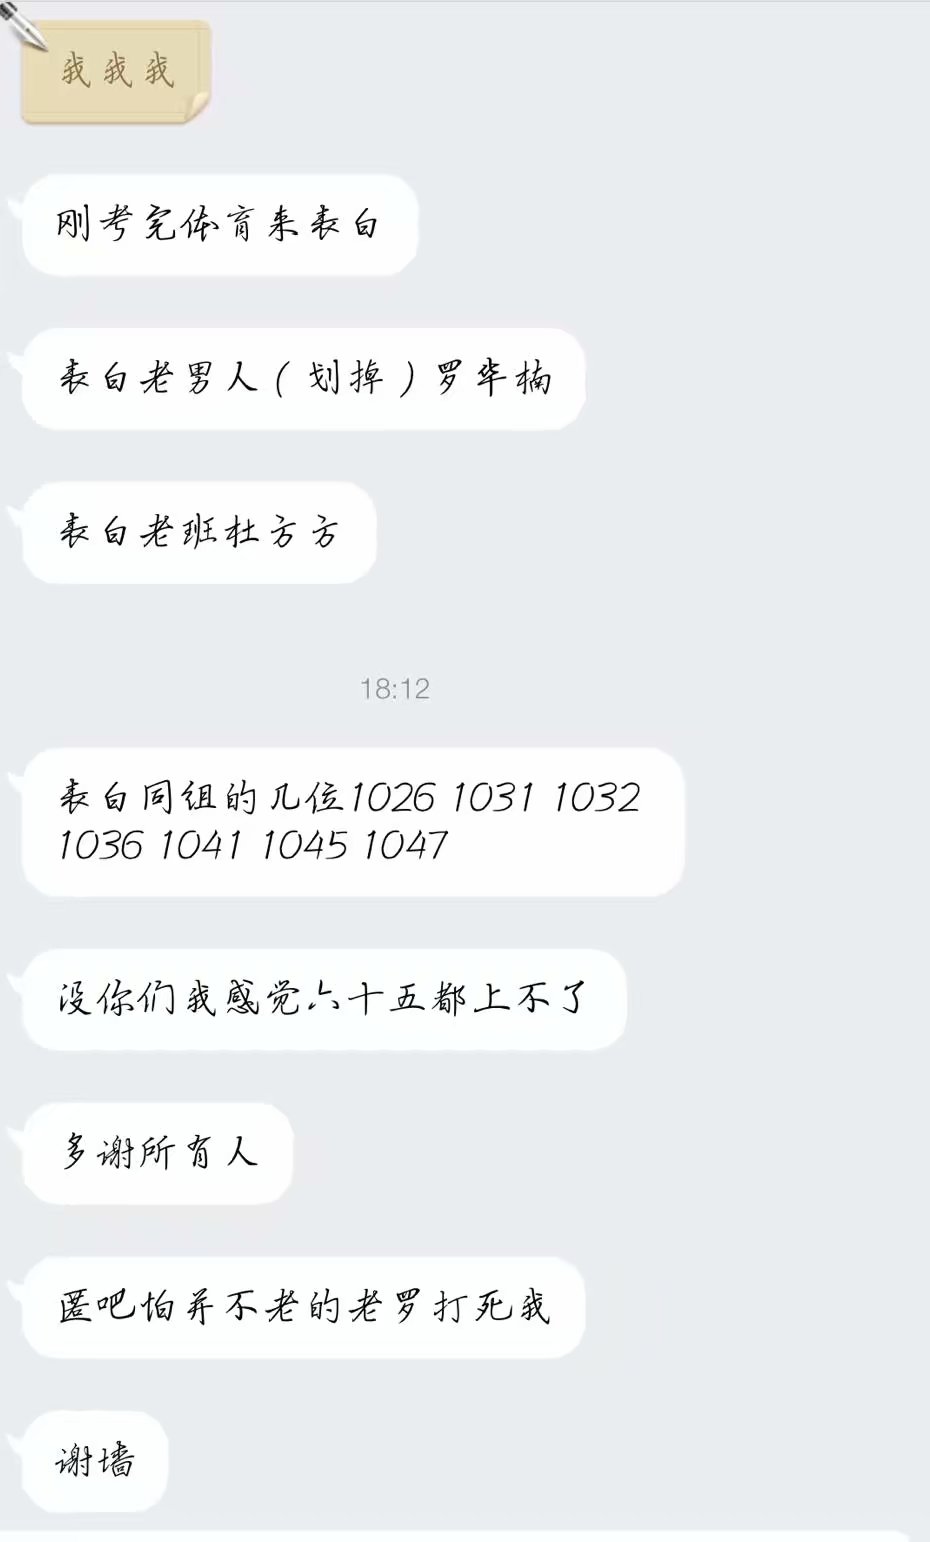 我我我
刚考完体育来表白
表白老男人(划掉)罗华楠
表白老班杜方方
18:12
表白同组的几位1026 1031 1032
1036 1041 1045 1047
没你们我感觉六十五都上不了
多谢所有人
匿吧怕并不老的老罗打死我
谢墙